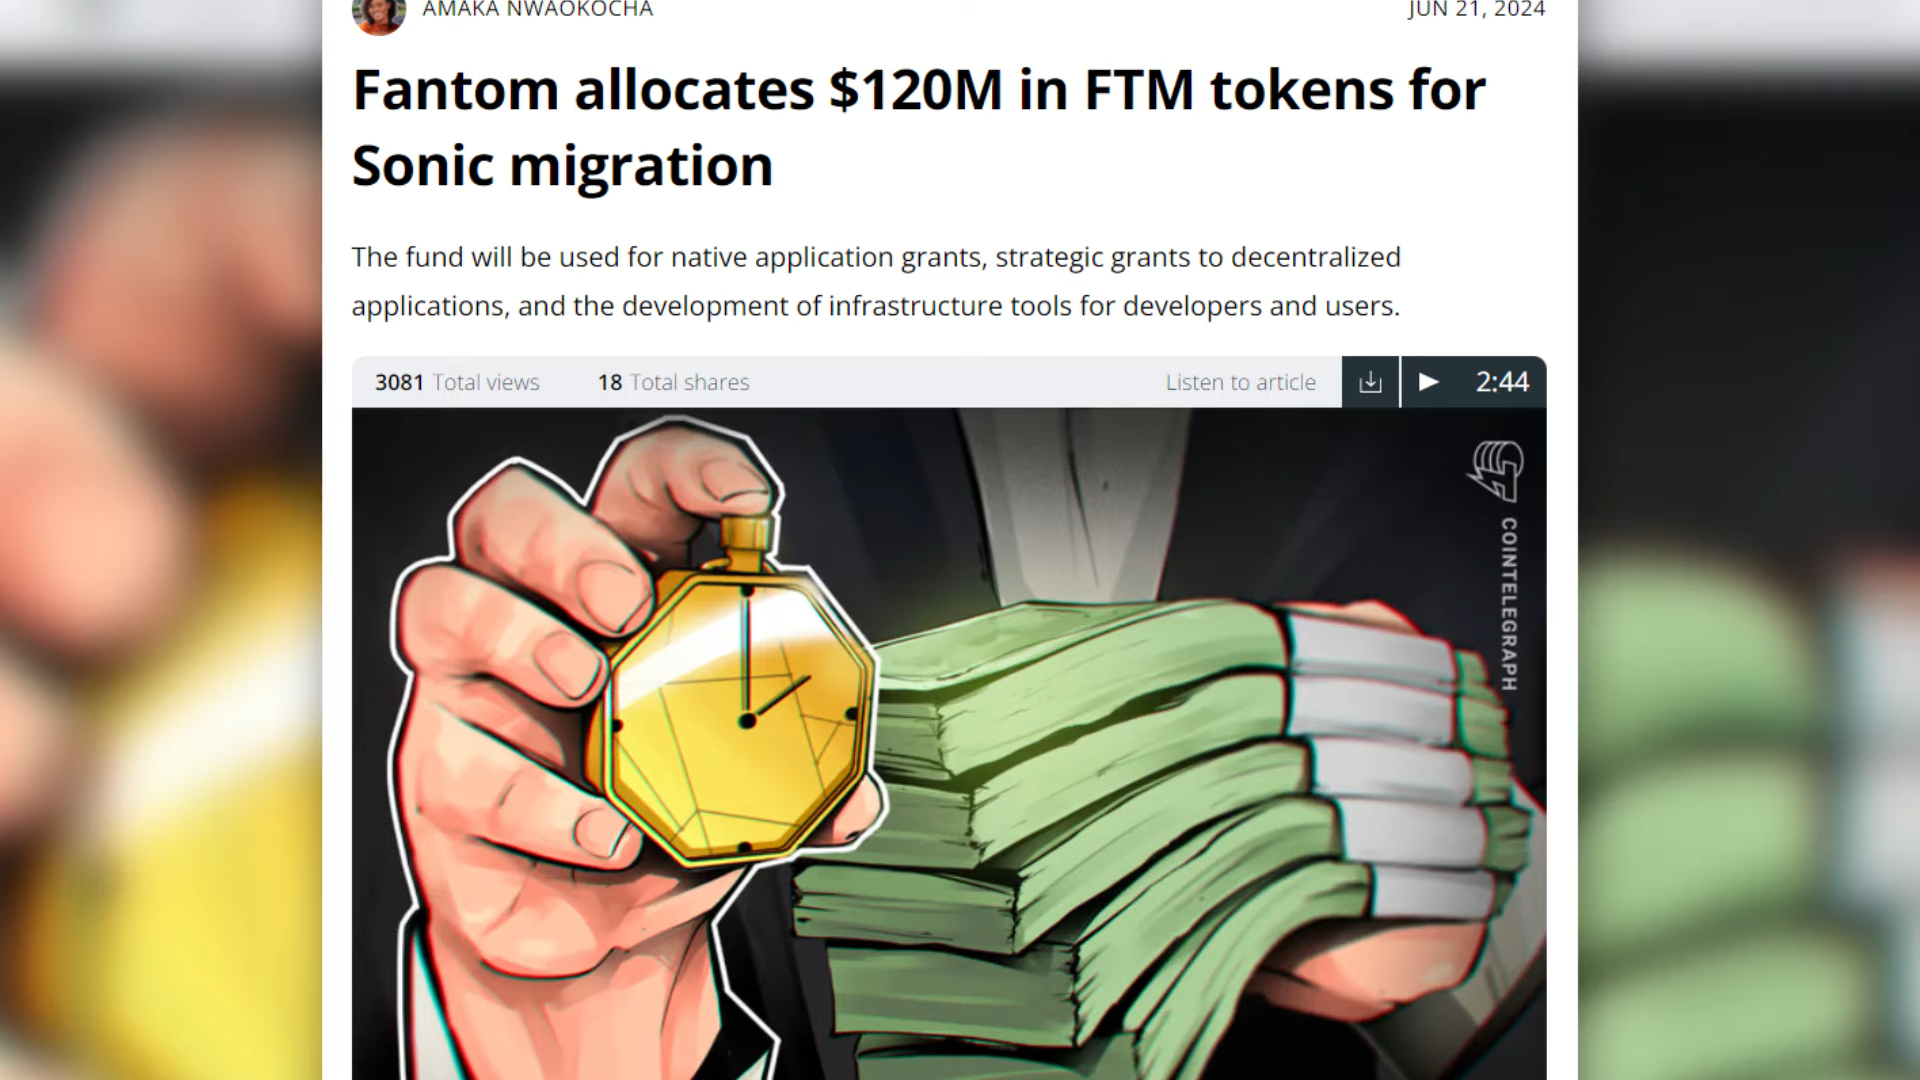 AMAKA NWAOKOCHA
JUN 21, 2024
Fantom allocates $120M in FTM tokens for
Sonic migration
The fund will be used for native application grants, strategic grants to decentralized
applications, and the development of infrastructure tools for developers and users.
3081 Total views 18 Total shares Listen to article 2:44
COINTELEGRAPH